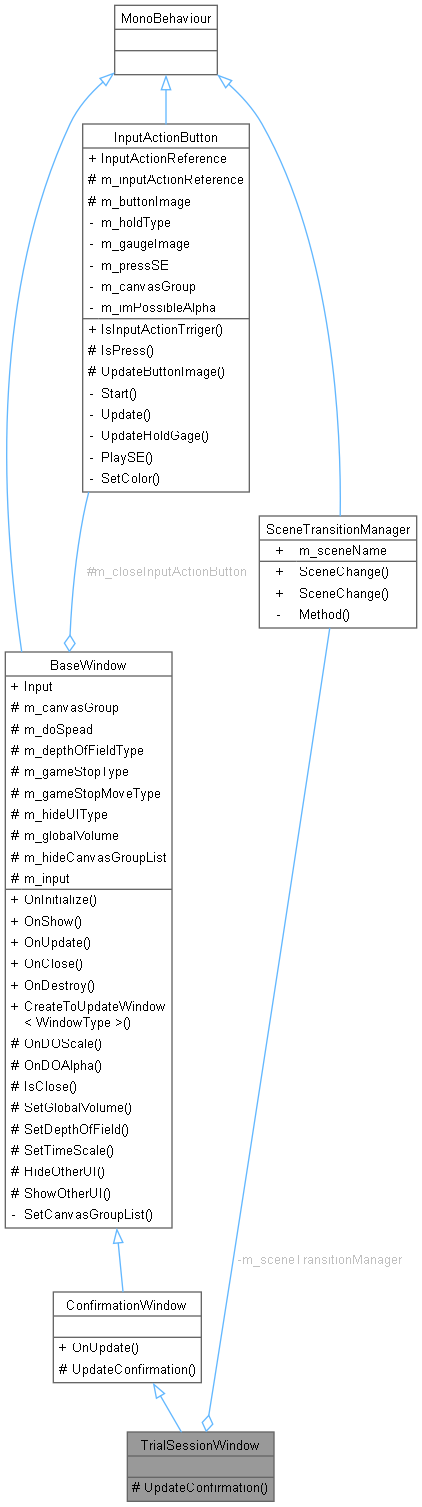 MonoBehaviour
InputActionButton
+ InputActionReference
# m_inputActionReference
# m_buttonImage
- m_holdType
- m_gaugeImage
- m_pressSE
- m_canvasGroup
- m_imPossibleAlpha
+ IsInputActionTrriger()
# IsPress()
# UpdateButtonImage()
- Start()
- Update()
- UpdateHoldGage()
- PlaySE()
- SetColor()
SceneTransitionManager
+ m_sceneName
+ SceneChange()
+ SceneChange()
- Method()
#m_closeInputActionButton
BaseWindow
+ Input
# m_canvasGroup
# m_doSpead
# m_depthOfFieldType
# m_gameStopType
# m_gameStopMoveType
# m_hideUIType
# m_globalVolume
# m_hideCanvasGroupList
# m_input
+ OnInitialize()
+ OnShow()
+ OnUpdate()
+ OnClose()
+ OnDestroy()
+ CreateToUpdateWindow
< WindowType >()
# OnDOScale()
# OnDOAlpha()
# IsClose()
# SetGlobalVolume()
# SetDepthOfField()
# SetTimeScale()
# HideOtherUI()
# ShowOtherUI()
- SetCanvasGroupList()
-m_sceneTransitionManager
ConfirmationWindow
+ OnUpdate()
# UpdateConfirmation()
TrialSessionWindow
# UpdateConfirmation()